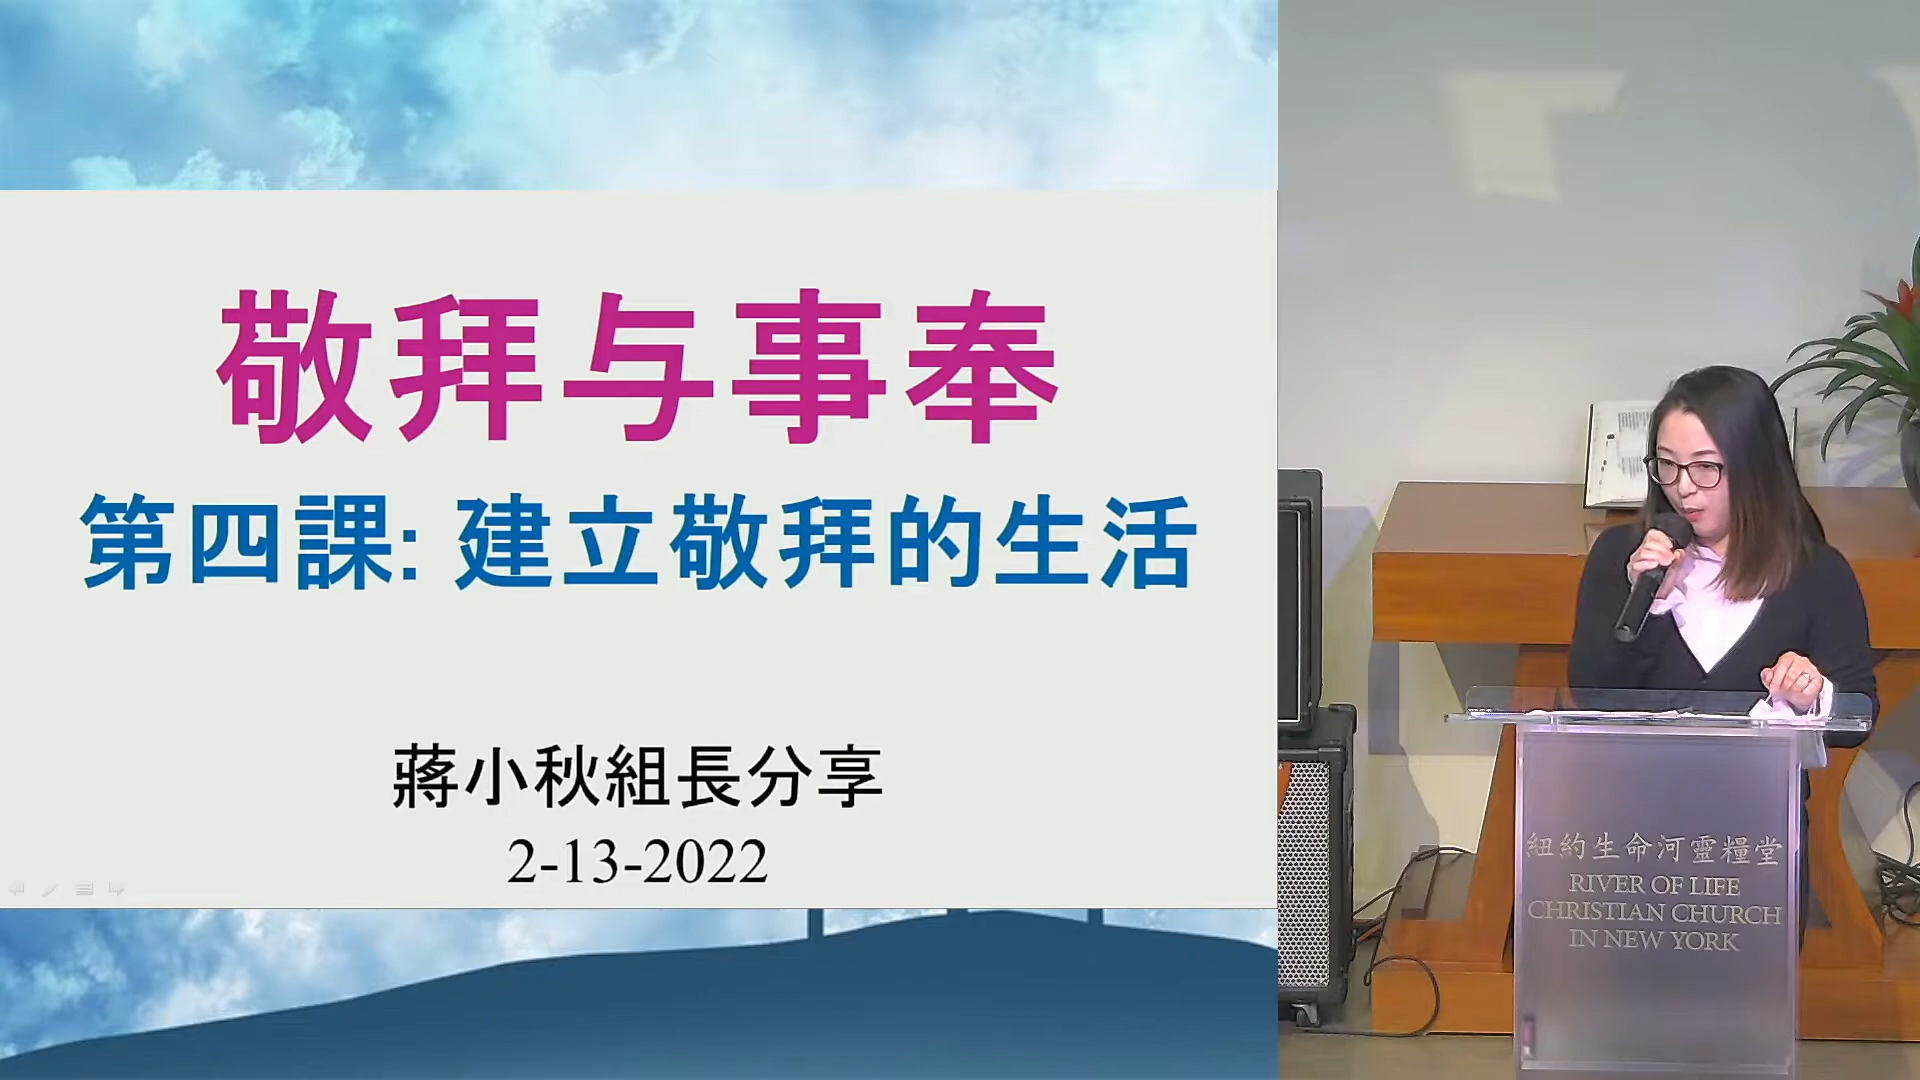 敬拜与事奉
第四課: 建立敬拜的生活
蔣小秋組長分享
2-13-2022
紐約生命河靈糧堂
RIVER OF LIFE
CHRISTIAN CHURCH
IN NEW YORK